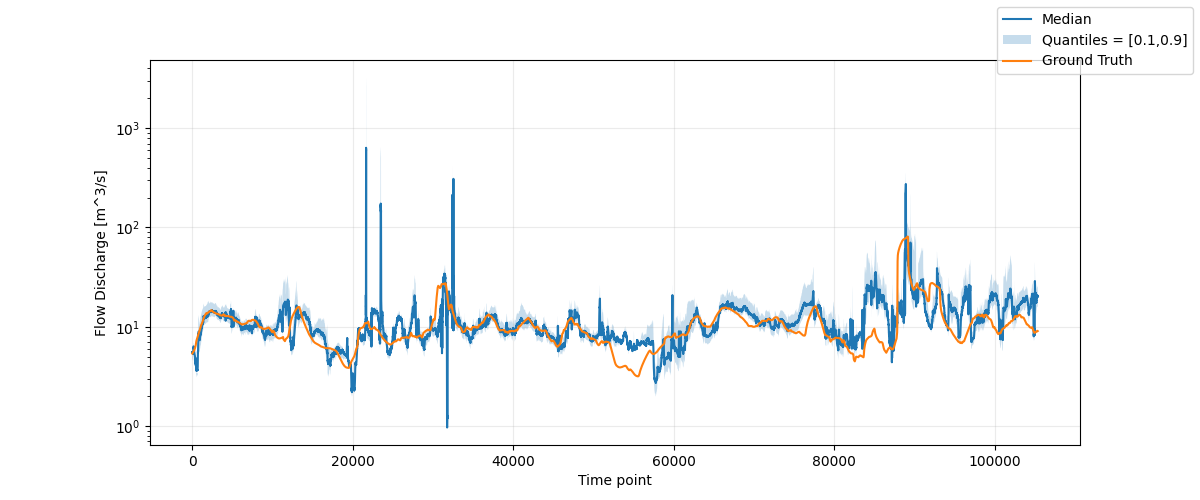 Median
Quantiles = [0.1,0.9]
Ground Truth
Flow Discharge [m^3/s]
10^3
10^2
10^1
10^0
0 20000 40000 60000 80000 100000
Time point